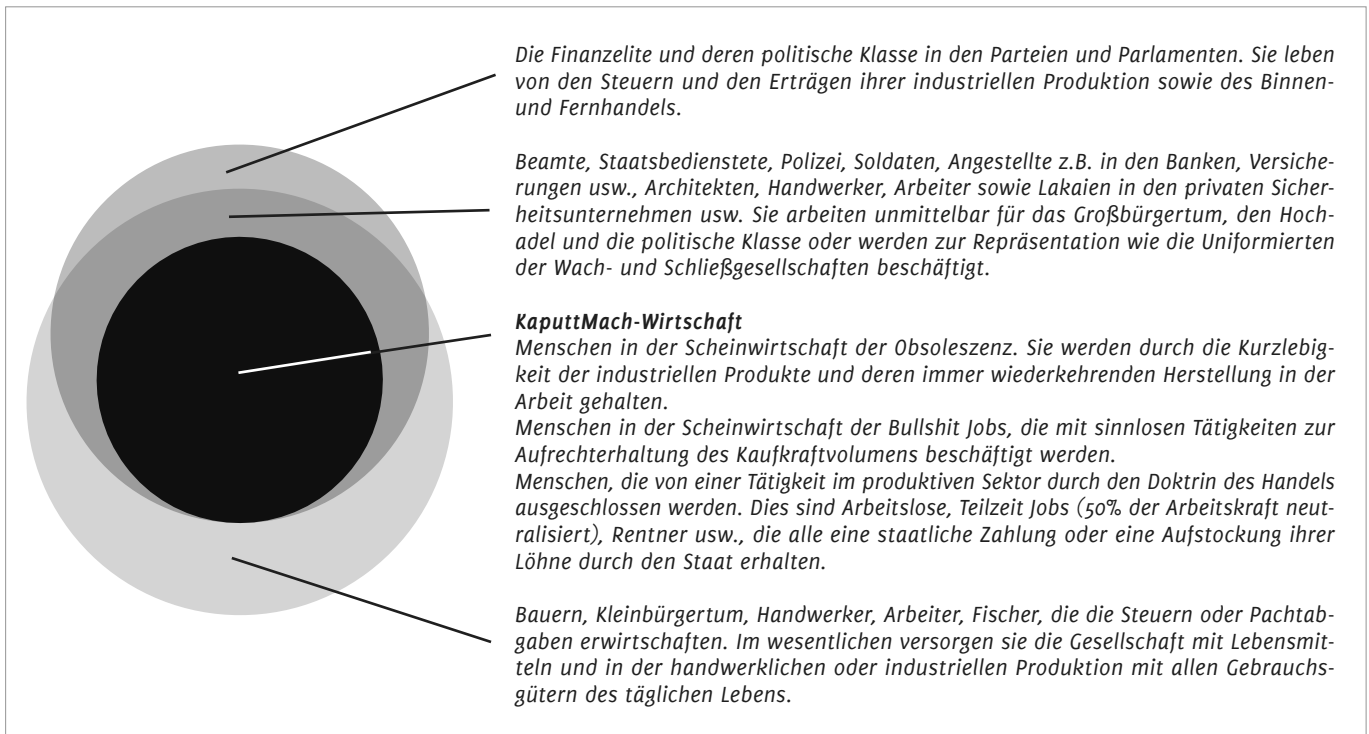 Die Finanzelite und deren politische Klasse in den Parteien und Parlamenten. Sie leben
von den Steuern und den Erträgen ihrer industriellen Produktion sowie des Binnen-
und Fernhandels.
Beamte, Staatsbedienstete, Polizei, Soldaten, Angestellte z.B. in den Banken, Versiche-
rungen usw., Architekten, Handwerker, Arbeiter sowie Lakaien in den privaten Sicher-
heitsunternehmen usw. Sie arbeiten unmittelbar für das Großbürgertum, den Hoch-
adel und die politische Klasse oder werden zur Repräsentation wie die Uniformierten
der Wach- und Schließgesellschaften beschäftigt.
KaputtMach-Wirtschaft
Menschen in der Scheinwirtschaft der Obsoleszenz. Sie werden durch die Kurzlebig-
keit der industriellen Produkte und deren immer wiederkehrenden Herstellung in der
Arbeit gehalten.
Menschen in der Scheinwirtschaft der Bullshit Jobs, die mit sinnlosen Tätigkeiten zur
Aufrechterhaltung des Kaufkraftvolumens beschäftigt werden.
Menschen, die von einer Tätigkeit im produktiven Sektor durch den Doktrin des Handels
ausgeschlossen werden. Dies sind Arbeitslose, Teilzeit Jobs (50% der Arbeitskraft neut-
ralisiert), Rentner usw., die alle eine staatliche Zahlung oder eine Aufstockung ihrer
Löhne durch den Staat erhalten.
Bauern, Kleinbürgertum, Handwerker, Arbeiter, Fischer, die die Steuern oder Pachtab-
gaben erwirtschaften. Im wesentlichen versorgen sie die Gesellschaft mit Lebensmit-
teln und in der handwerklichen oder industriellen Produktion mit allen Gebrauchs-
gütern des täglichen Lebens.